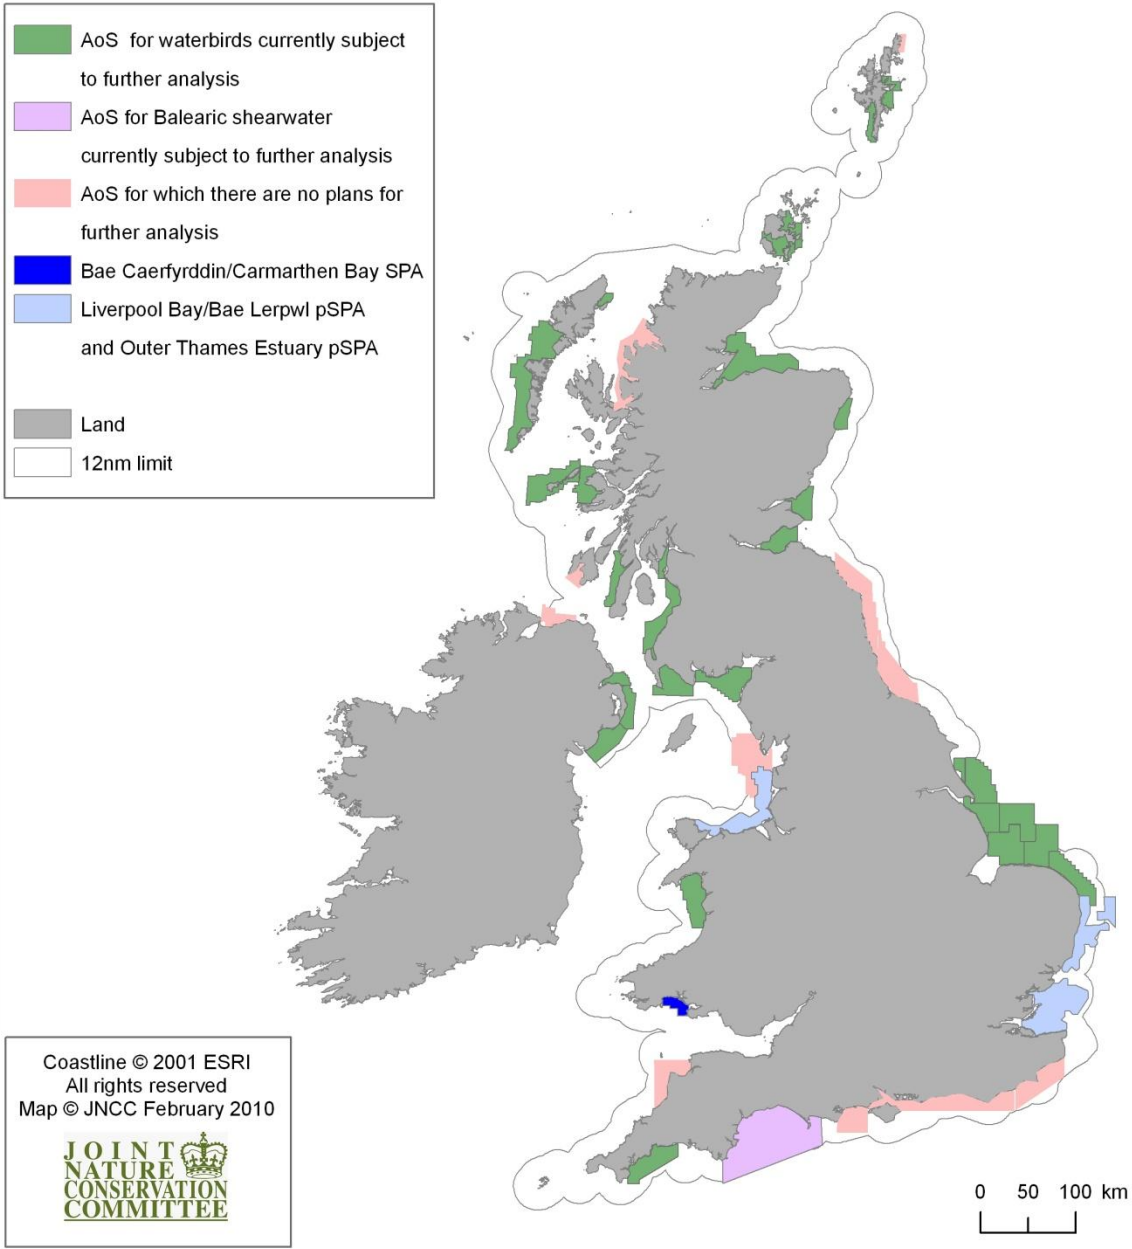 AoS for waterbirds currently subject
to further analysis
AoS for Balearic shearwater
currently subject to further analysis
AoS for which there are no plans for
further analysis
Bae Caerfyrddin/Carmarthen Bay SPA
Liverpool Bay/Bae Lerpwl pSPA
and Outer Thames Estuary pSPA
Land
12nm limit
Coastline © 2001 ESRI
All rights reserved
Map © JNCC February 2010
JOINT
NATURE
CONSERVATION
COMMITTEE
0 50 100 km